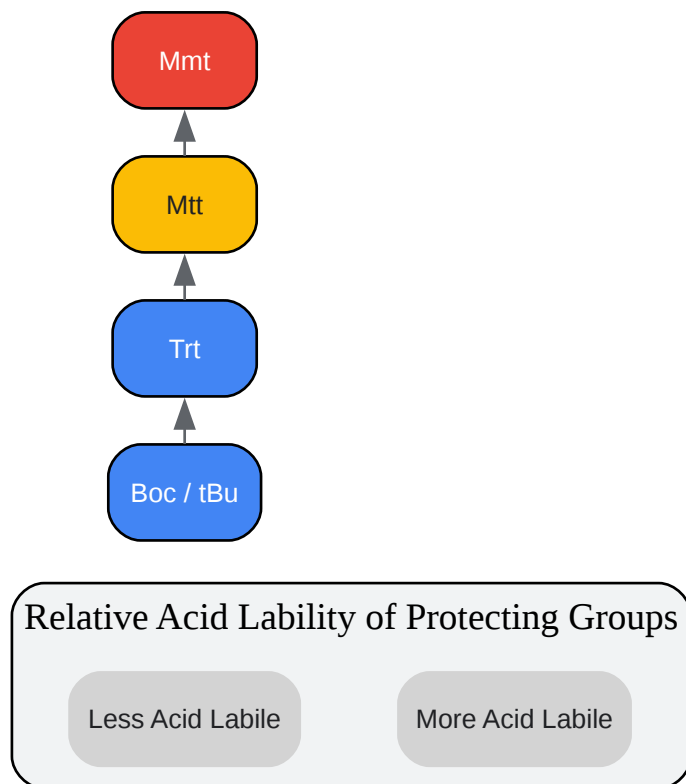 Mmt
Mtt
Trt
Boc / tBu
Relative Acid Lability of Protecting Groups
Less Acid Labile
More Acid Labile